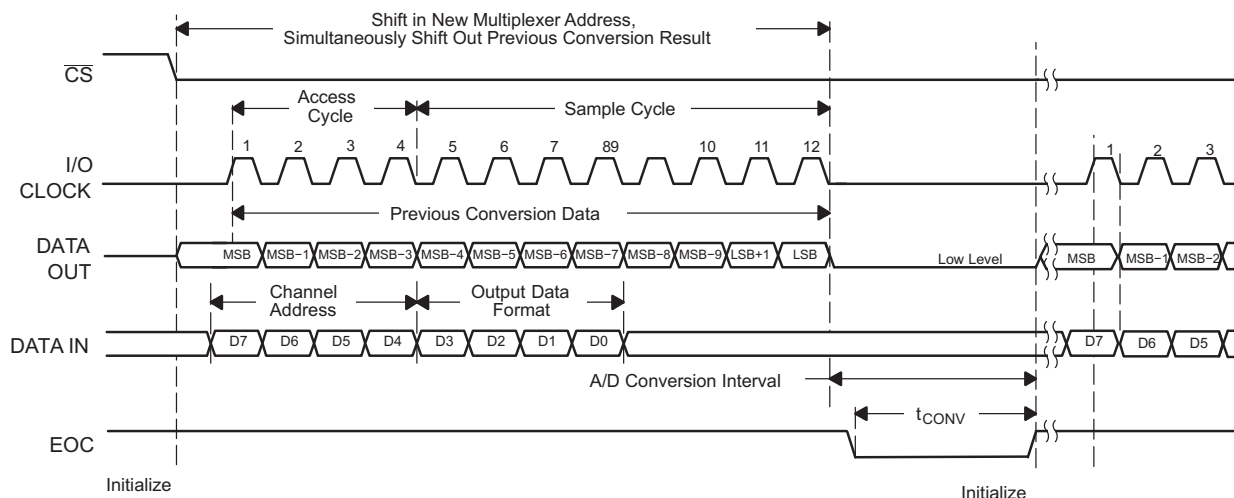 Shift in New Multiplexer Address,
Simultaneously Shift Out Previous Conversion Result
CS
Access
Cycle
Sample Cycle
I/O
CLOCK
1 2 3 4 5 6 7 89 10 11 12 1 2 3
Previous Conversion Data
DATA
OUT
MSB MSB−1 MSB−2 MSB−3 MSB−4 MSB−5 MSB−6 MSB−7 MSB−8 MSB−9 LSB+1 LSB Low Level MSB MSB−1 MSB−2
Channel
Address
Output Data
Format
DATA IN
D7 D6 D5 D4 D3 D2 D1 D0 D7 D6 D5
A/D Conversion Interval
tCONV
EOC
Initialize Initialize